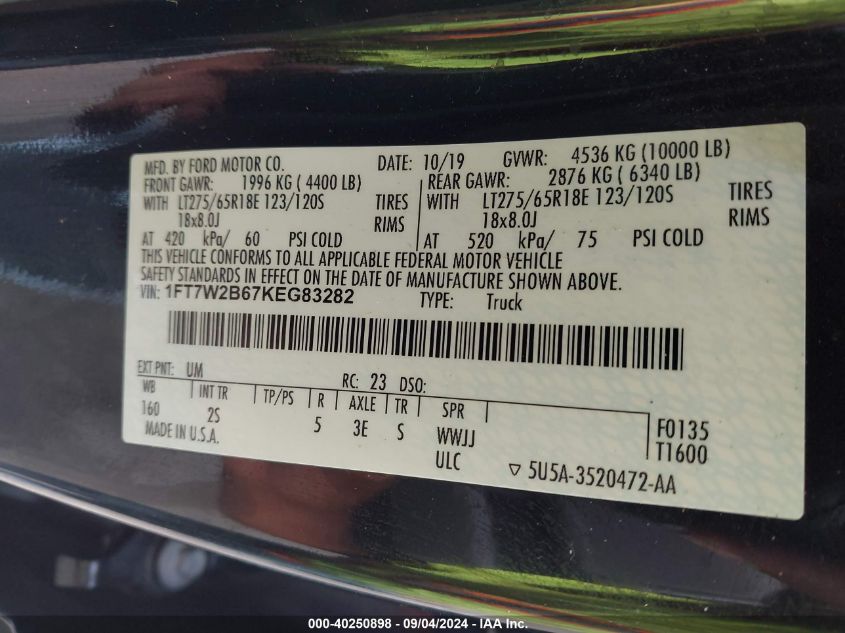 MFD. BY FORD MOTOR CO. DATE: 10/19 GVWR: 4536 KG (10000 LB)
FRONT GAWR: 1996 KG (4400 LB) REAR GAWR: 2876 KG (6340 LB)
WITH LT275/65R18E 123/120S TIRES WITH LT275/65R18E 123/120S TIRES
18x8.0J RIMS 18x8.0J RIMS
AT 420 kPa/ 60 PSI COLD AT 520 kPa/ 75 PSI COLD
THIS VEHICLE CONFORMS TO ALL APPLICABLE FEDERAL MOTOR VEHICLE
SAFETY STANDARDS IN EFFECT ON THE DATE OF MANUFACTURE SHOWN ABOVE.
VIN: 1FT7W2B67KEG83282 TYPE: Truck
EXT PNT: UM RC: 23 DSO:
WB INT TR TP/PS R AXLE TR SPR
160 2S 5 3E S WWJJ F0135
MADE IN U.S.A. ULC T1600
5U5A-3520472-AA
000-40250898 - 09/04/2024 - IAA Inc.